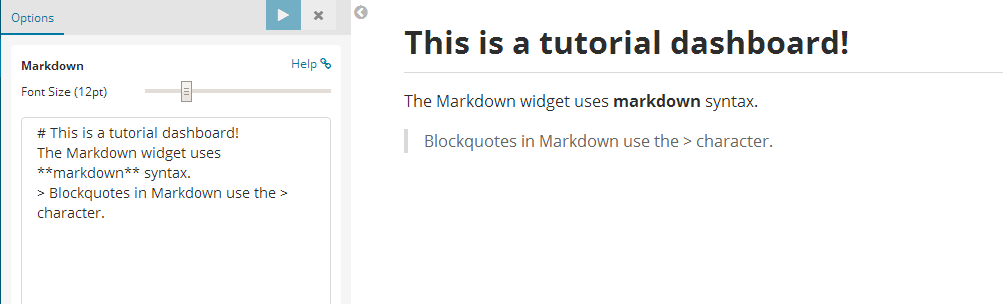 Options
Markdown
Help
Font Size (12pt)
# This is a tutorial dashboard!
The Markdown widget uses
**markdown** syntax.
> Blockquotes in Markdown use the >
character.
This is a tutorial dashboard!
The Markdown widget uses markdown syntax.
Blockquotes in Markdown use the > character.